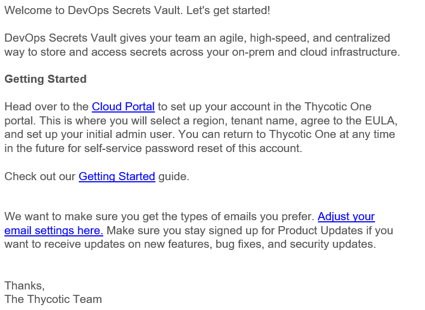 Welcome to DevOps Secrets Vault. Let's get started!
DevOps Secrets Vault gives your team an agile, high-speed, and centralized
way to store and access secrets across your on-prem and cloud infrastructure.
Getting Started
Head over to the Cloud Portal to set up your account in the Thycotic One
portal. This is where you will select a region, tenant name, agree to the EULA,
and set up your initial admin user. You can return to Thycotic One at any time
in the future for self-service password reset of this account.
Check out our Getting Started guide.
We want to make sure you get the types of emails you prefer. Adjust your
email settings here. Make sure you stay signed up for Product Updates if you
want to receive updates on new features, bug fixes, and security updates.
Thanks,
The Thycotic Team